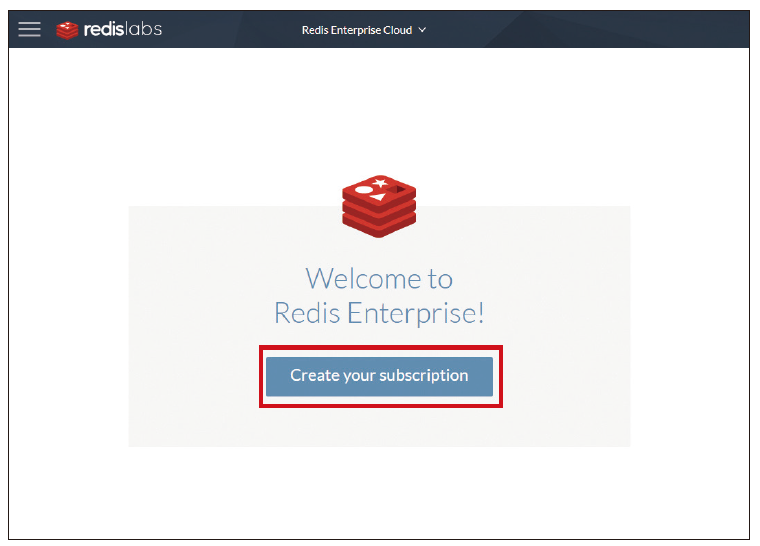 redislabs
Redis Enterprise Cloud
Welcome to
Redis Enterprise!
Create your subscription